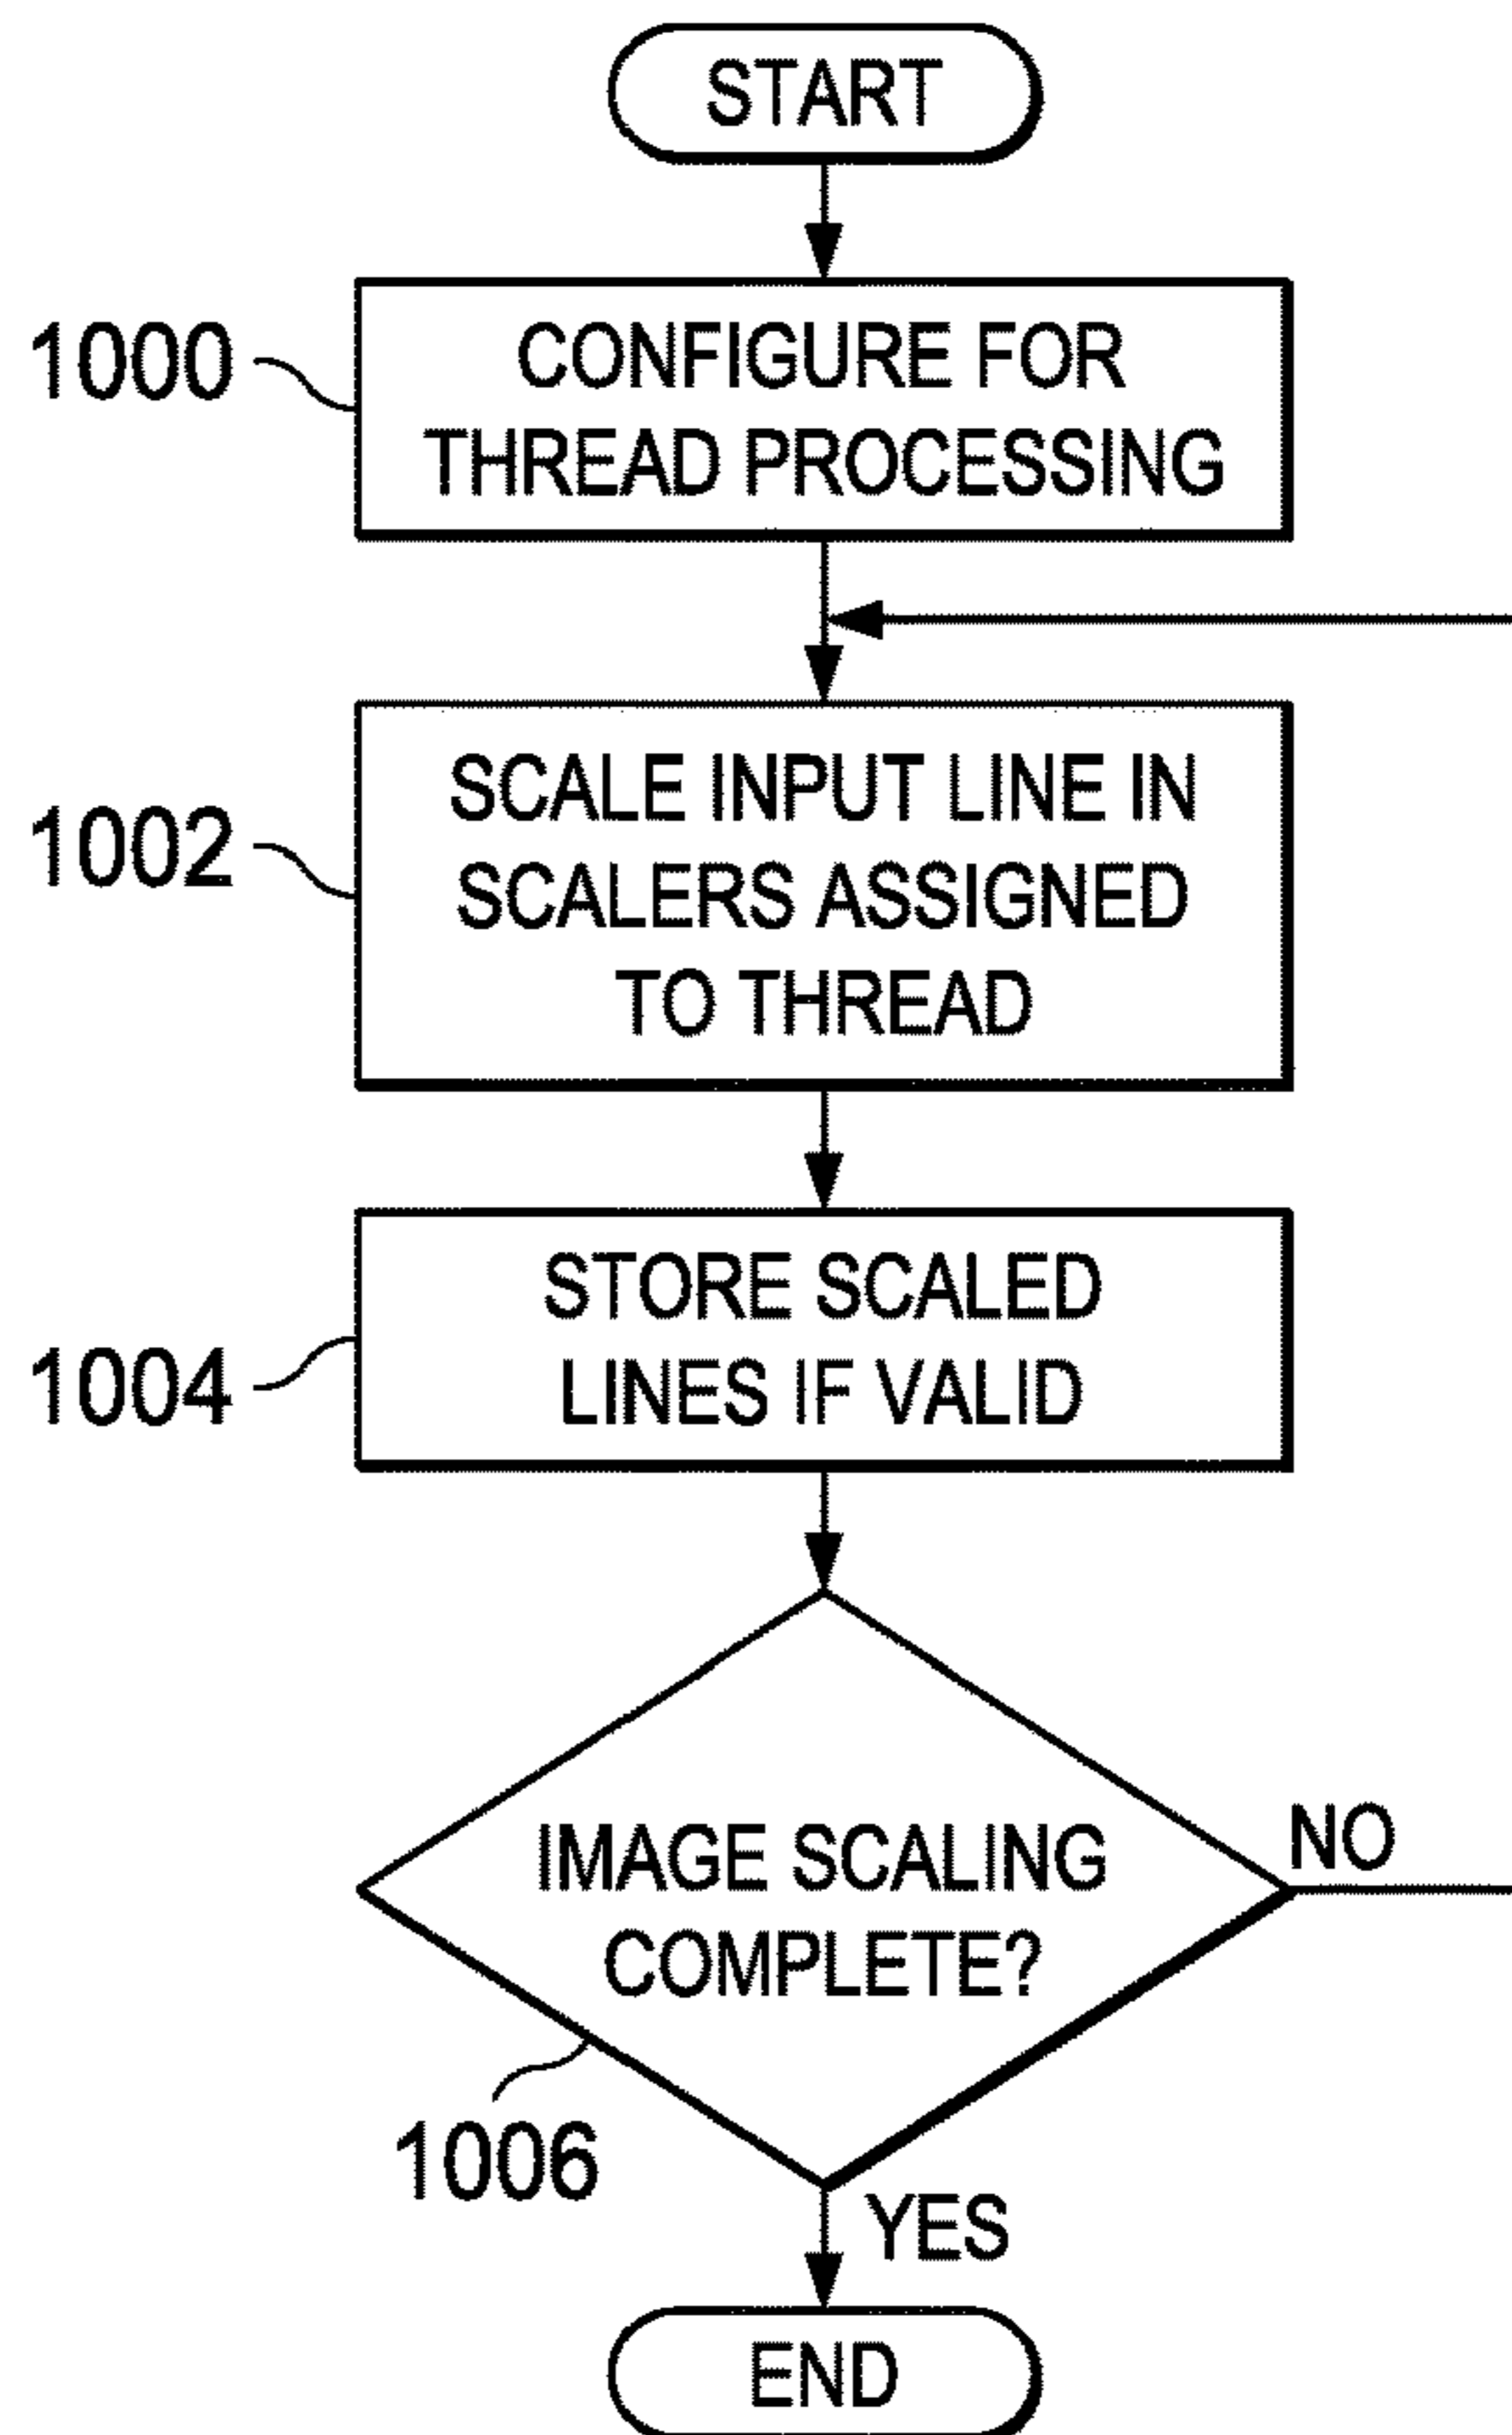 START
1000
CONFIGURE FOR
THREAD PROCESSING
1002
SCALE INPUT LINE IN
SCALERS ASSIGNED
TO THREAD
1004
STORE SCALED
LINES IF VALID
IMAGE SCALING
COMPLETE?
NO
1006
YES
END